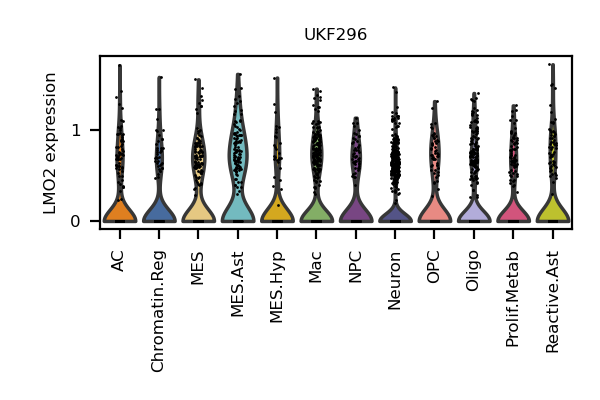 UKF296
LMO2 expression
1
0
AC
Chromatin.Reg
MES
MES.Ast
MES.Hyp
Mac
NPC
Neuron
OPC
Oligo
Prolif.Metab
Reactive.Ast